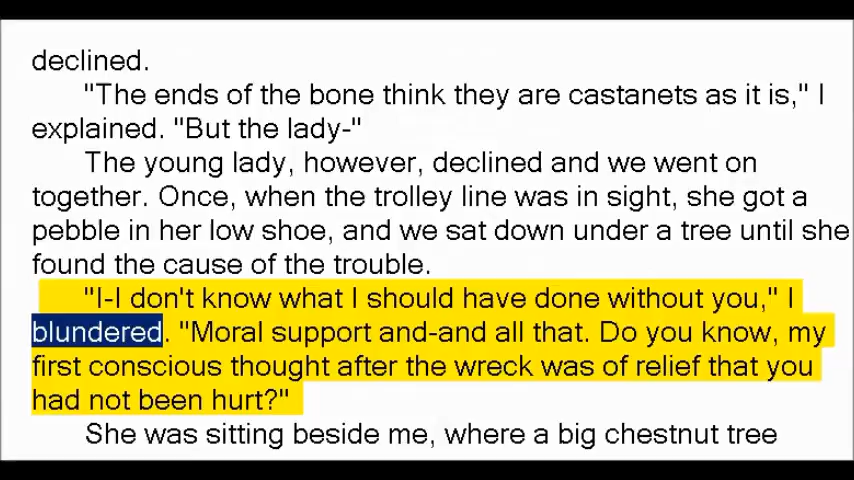 declined.
"The ends of the bone think they are castanets as it is," I
explained. "But the lady-"
The young lady, however, declined and we went on
together. Once, when the trolley line was in sight, she got a
pebble in her low shoe, and we sat down under a tree until she
found the cause of the trouble.
"I-I don't know what I should have done without you," I
blundered. "Moral support and-and all that. Do you know, my
first conscious thought after the wreck was of relief that you
had not been hurt?"
She was sitting beside me, where a big chestnut tree